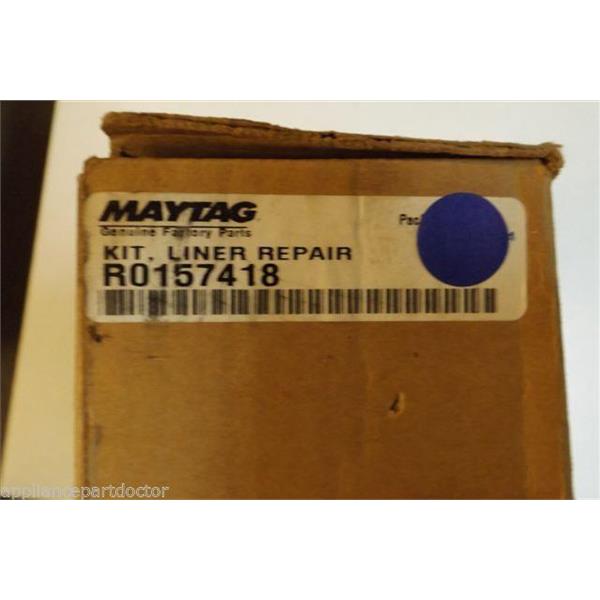 MAYTAG
Genuine Factory Parts
KIT, LINER REPAIR
R0157418
appliancepartdoctor